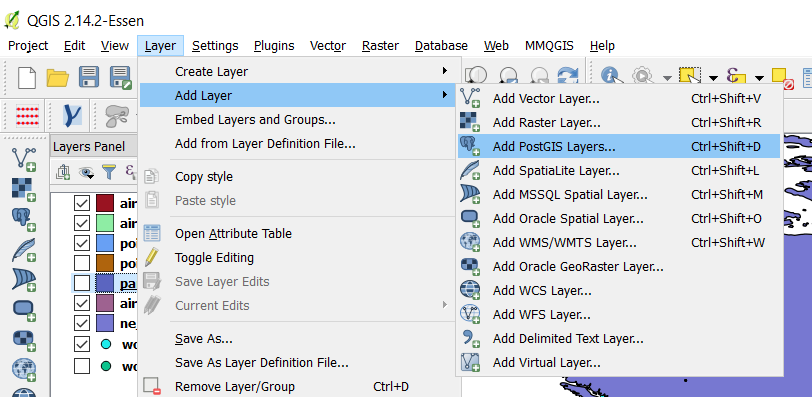 QGIS 2.14.2-Essen
Project Edit View Layer Settings Plugins Vector Raster Database Web MMQGIS Help
Create Layer
Add Layer
Embed Layers and Groups...
Add from Layer Definition File...
Copy style
Paste style
Open Attribute Table
Toggle Editing
Save Layer Edits
Current Edits
Save As...
Save As Layer Definition File...
Remove Layer/Group Ctrl+D
Add Vector Layer... Ctrl+Shift+V
Add Raster Layer... Ctrl+Shift+R
Add PostGIS Layers... Ctrl+Shift+D
Add SpatiaLite Layer... Ctrl+Shift+L
Add MSSQL Spatial Layer... Ctrl+Shift+M
Add Oracle Spatial Layer... Ctrl+Shift+O
Add WMS/WMTS Layer... Ctrl+Shift+W
Add Oracle GeoRaster Layer...
Add WCS Layer...
Add WFS Layer...
Add Delimited Text Layer...
Add Virtual Layer...
Layers Panel
air
air
poi
poi
pa
air
ne_
wo
wo